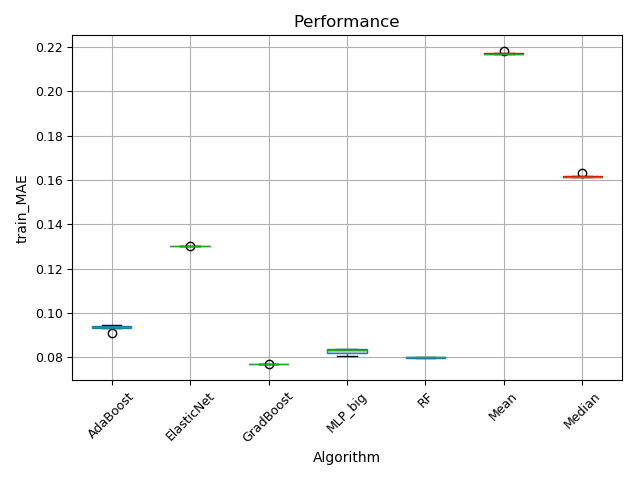 Performance
train_MAE
0.22
0.20
0.18
0.16
0.14
0.12
0.10
0.08
AdaBoost
ElasticNet
GradBoost
MLP_big
RF
Mean
Median
Algorithm